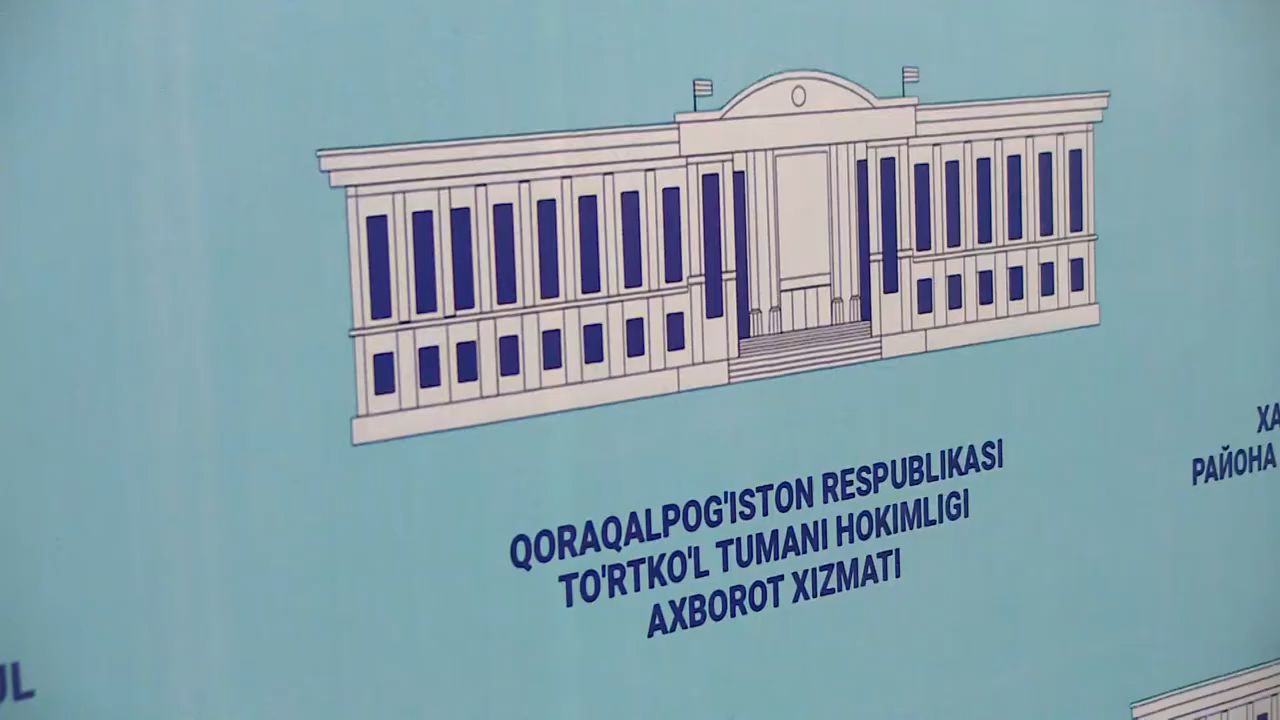 QORAQALPOG'ISTON RESPUBLIKASI
TO'RTKO'L TUMANI HOKIMLIGI
AXBOROT XIZMATI
РАЙОНА